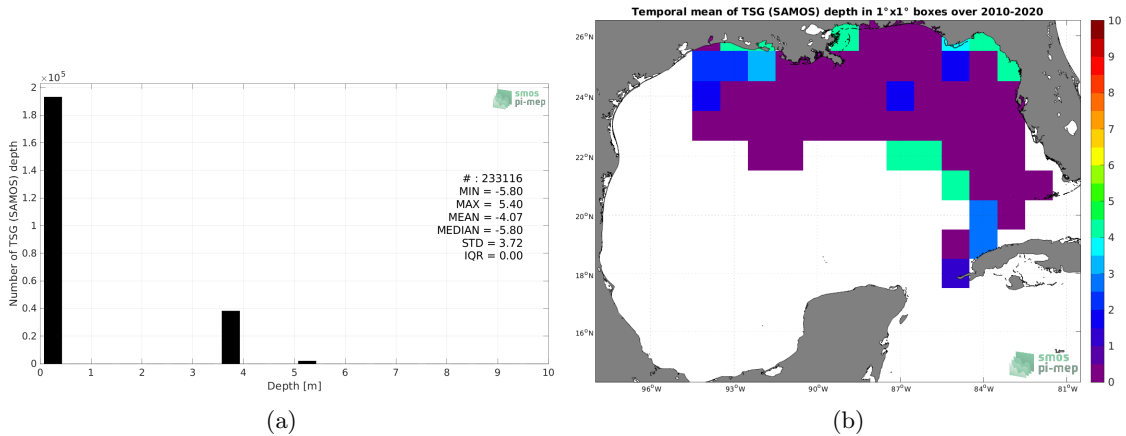 ×10⁵
2
1.8
1.6
1.4
1.2
1
0.8
0.6
0.4
0.2
0
Number of TSG (SAMOS) depth
smos
pi-mep
# : 233116
MIN = -5.80
MAX = 5.40
MEAN = -4.07
MEDIAN = -5.80
STD = 3.72
IQR = 0.00
0 1 2 3 4 5 6 7 8 9 10
Depth [m]
(a)
Temporal mean of TSG (SAMOS) depth in 1°x1° boxes over 2010-2020
26°N
24°N
22°N
20°N
18°N
16°N
96°W 93°W 90°W 87°W 84°W 81°W
smos
pi-mep
10
9
8
7
6
5
4
3
2
1
0
(b)